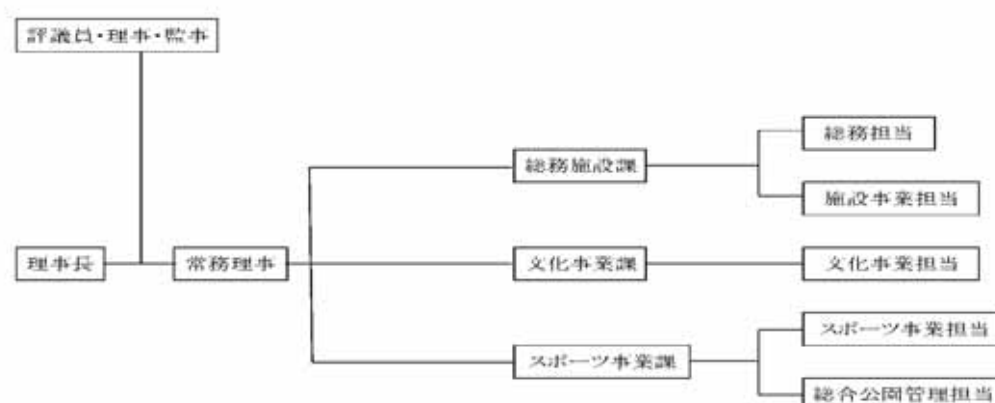 評議員・理事・監事
総務担当
総務施設課
施設事業担当
理事長
常務理事
文化事業課
文化事業担当
スポーツ事業担当
スポーツ事業課
総合公園管理担当